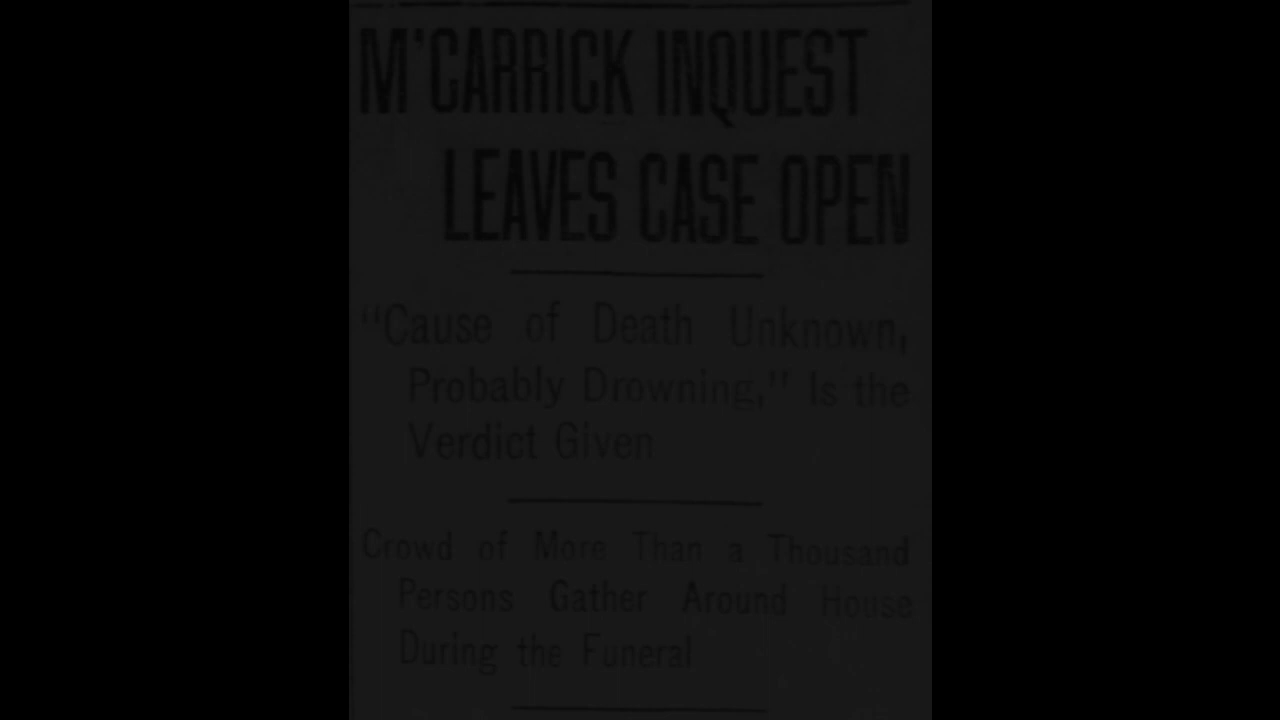 M'CARRICK INQUEST
LEAVES CASE OPEN
"Cause of Death Unknown,
Probably Drowning," Is the
Verdict Given
Crowd of More Than a Thousand
Persons Gather Around House
During the Funeral